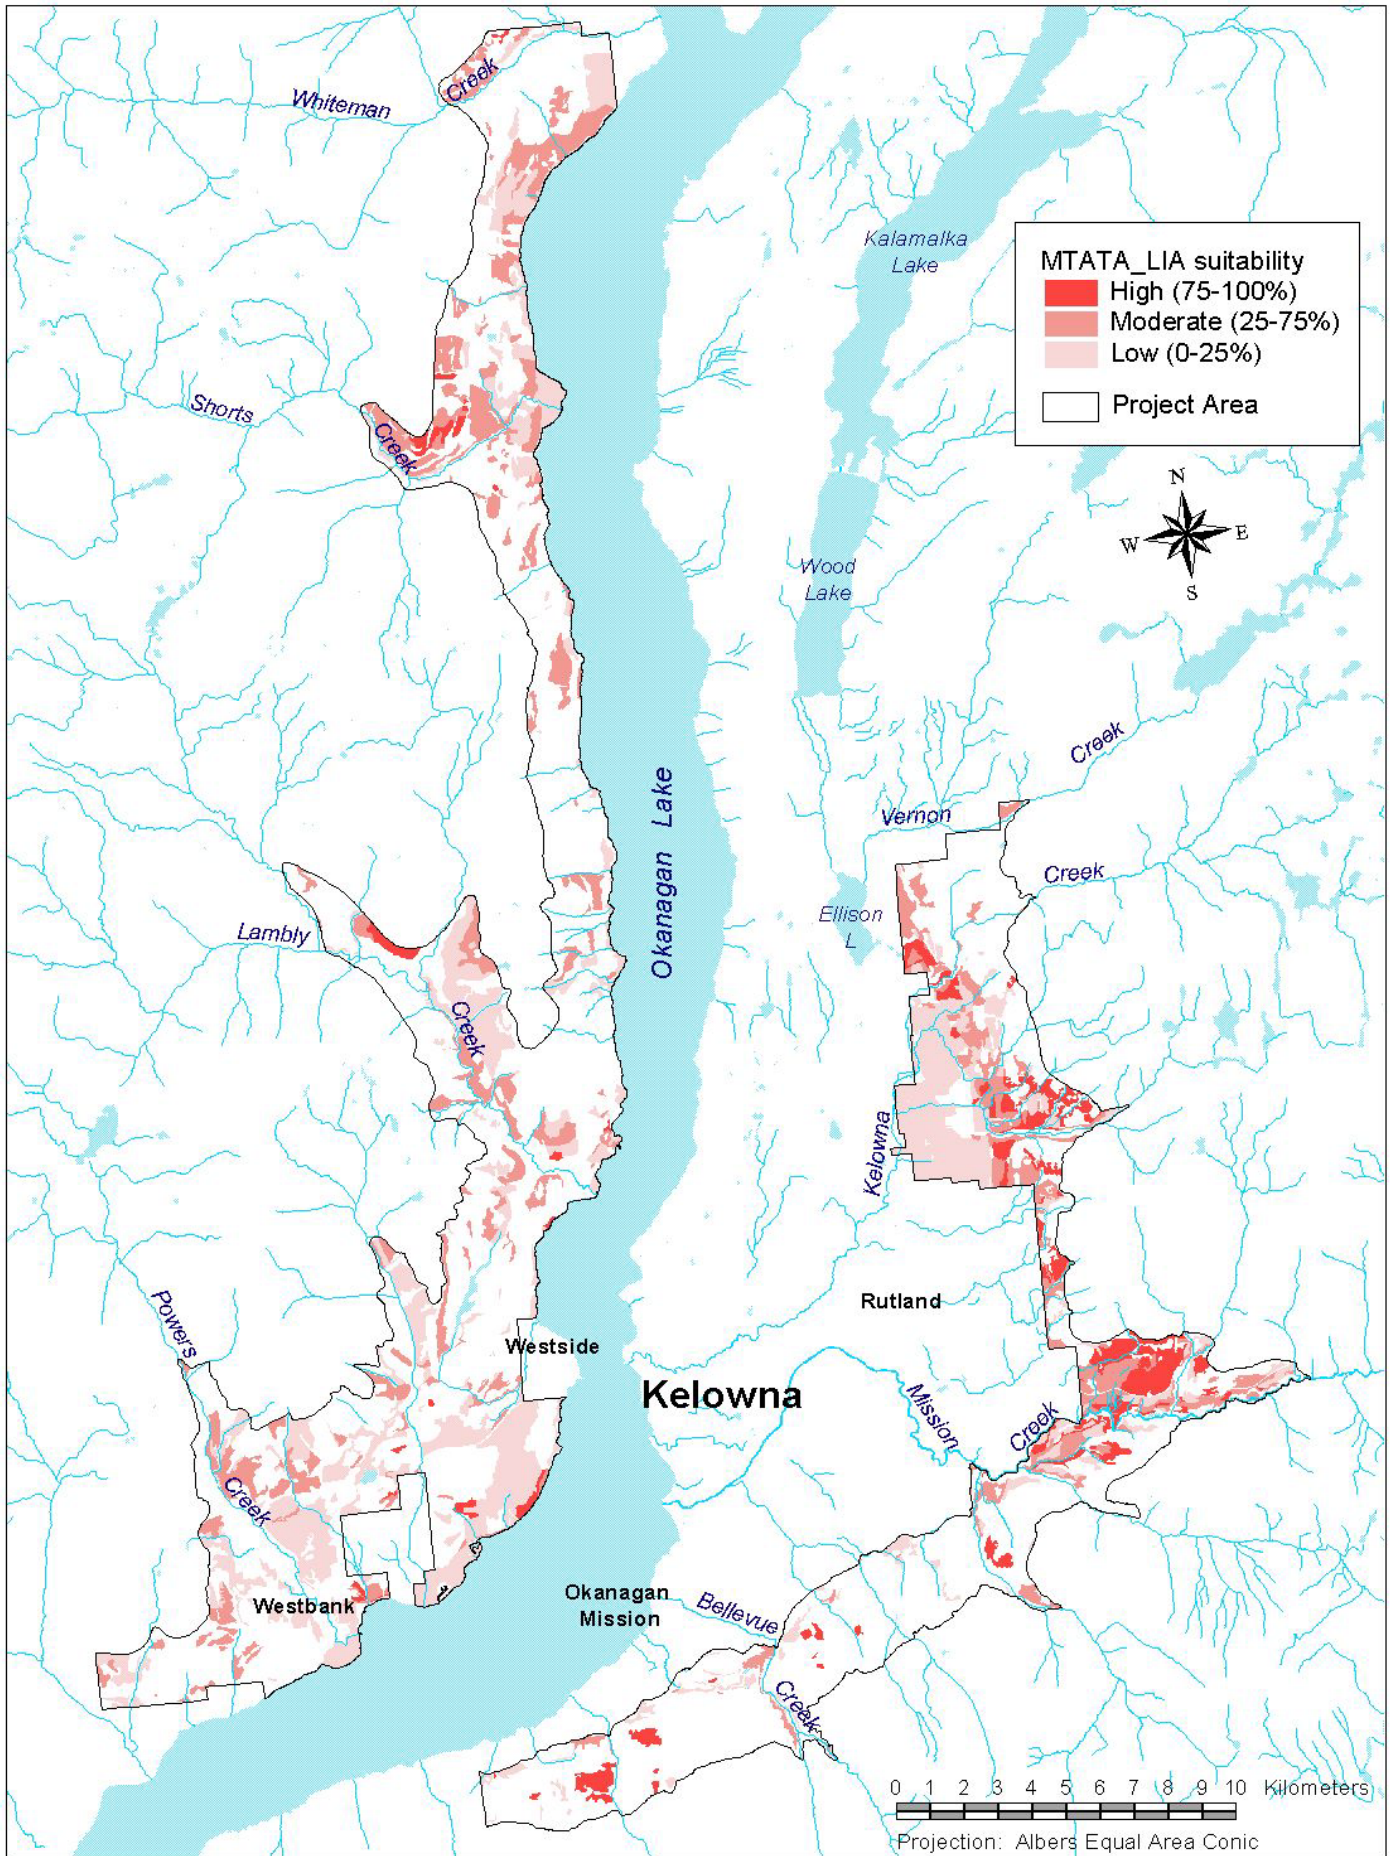 Whiteman
Creek
Kalamalka
Lake
MTATA_LIA suitability
High (75-100%)
Moderate (25-75%)
Low (0-25%)
Project Area
Shorts
Creek
N
W
E
S
Wood
Lake
Creek
Vernon
Okanagan Lake
Creek
Ellison
L
Lambly
Creek
Kelowna
Rutland
Powers
Westside
Kelowna
Mission
Creek
Creek
Westbank
Okanagan
Mission
Bellevue
Creek
0 1 2 3 4 5 6 7 8 9 10 Kilometers
Projection: Albers Equal Area Conic